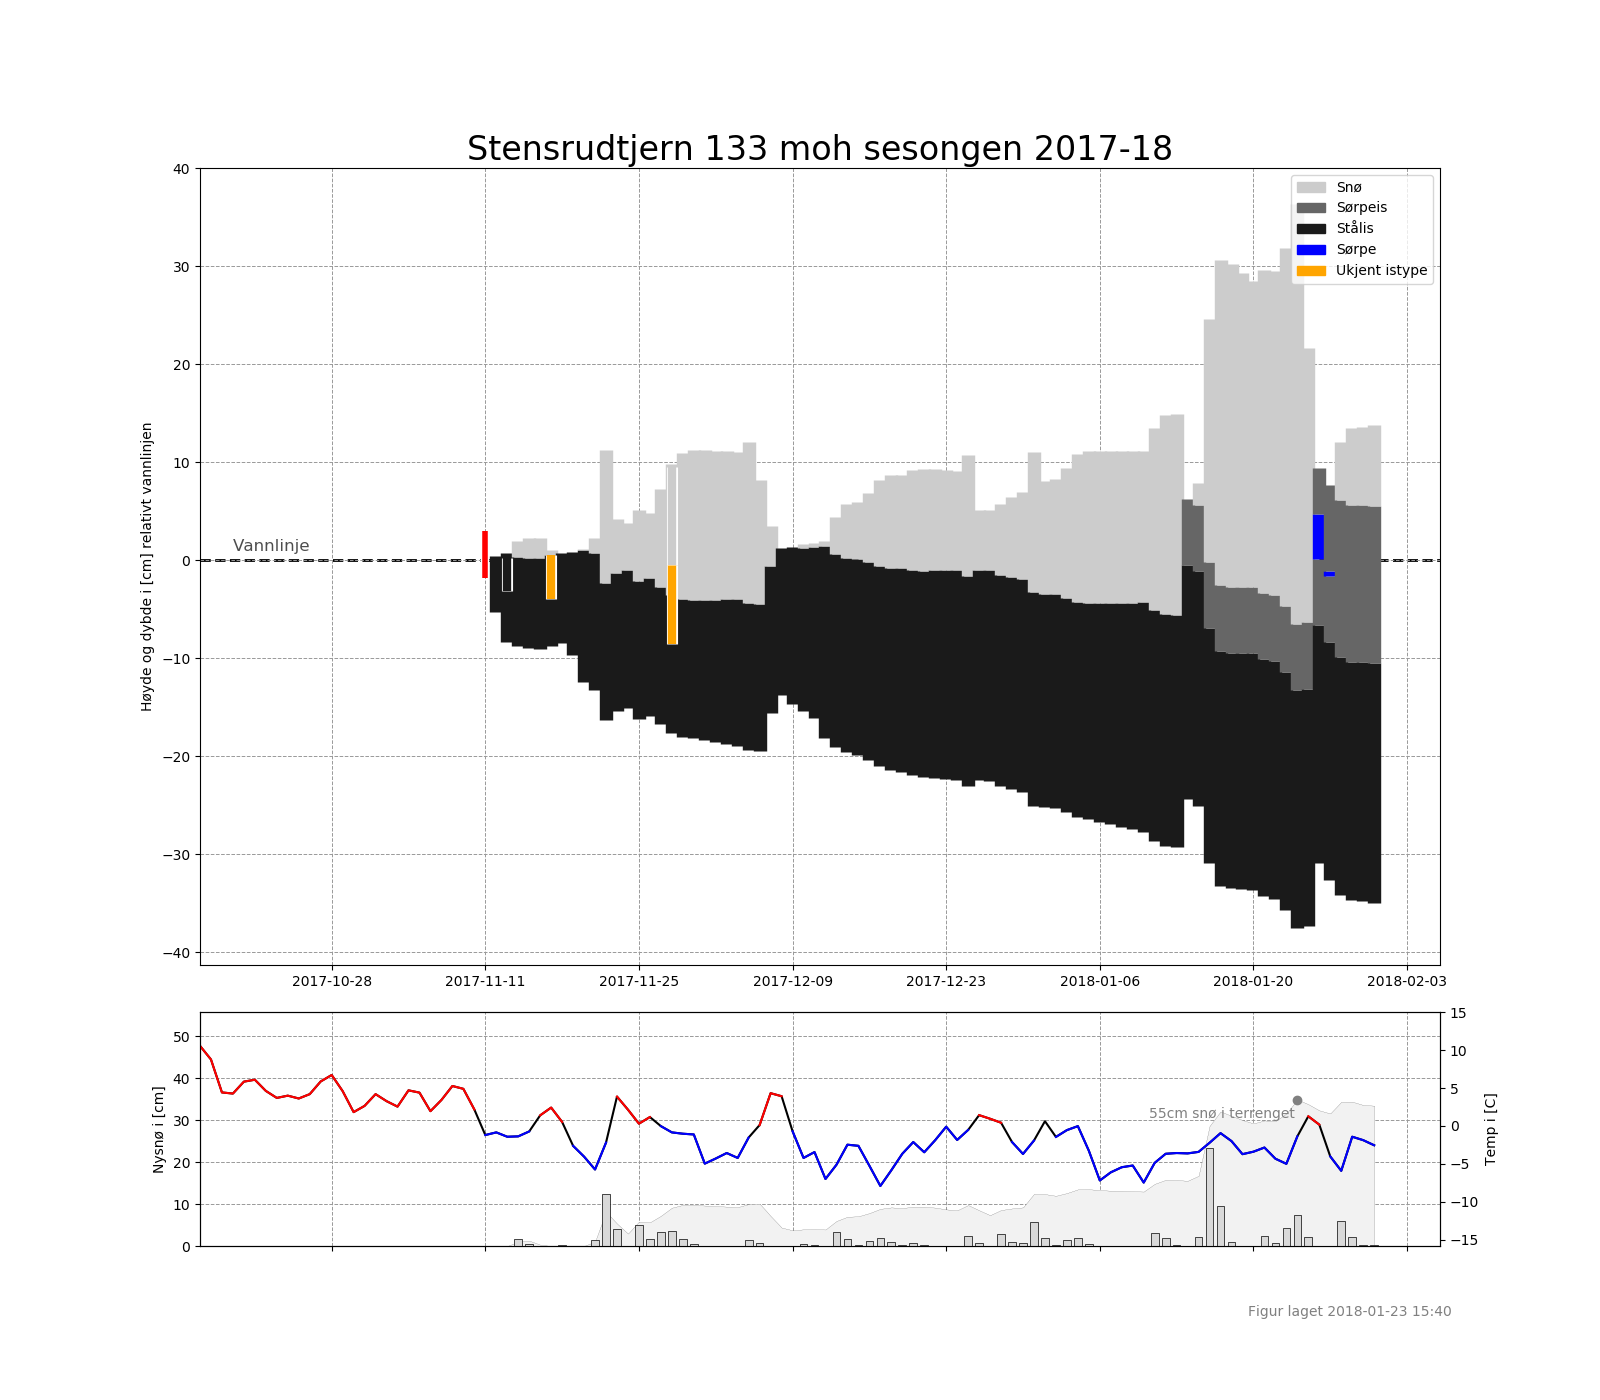 Stensrudtjern 133 moh sesongen 2017-18
40
30
20
10
0
−10
−20
−30
−40
Høyde og dybde i [cm] relativt vannlinjen
Vannlinje
Snø
Sørpeis
Stålis
Sørpe
Ukjent istype
2017-10-28 2017-11-11 2017-11-25 2017-12-09 2017-12-23 2018-01-06 2018-01-20 2018-02-03
50
40
30
20
10
0
Nysnø i [cm]
55cm snø i terrenget
15
10
5
0
−5
−10
−15
Temp i [C]
Figur laget 2018-01-23 15:40